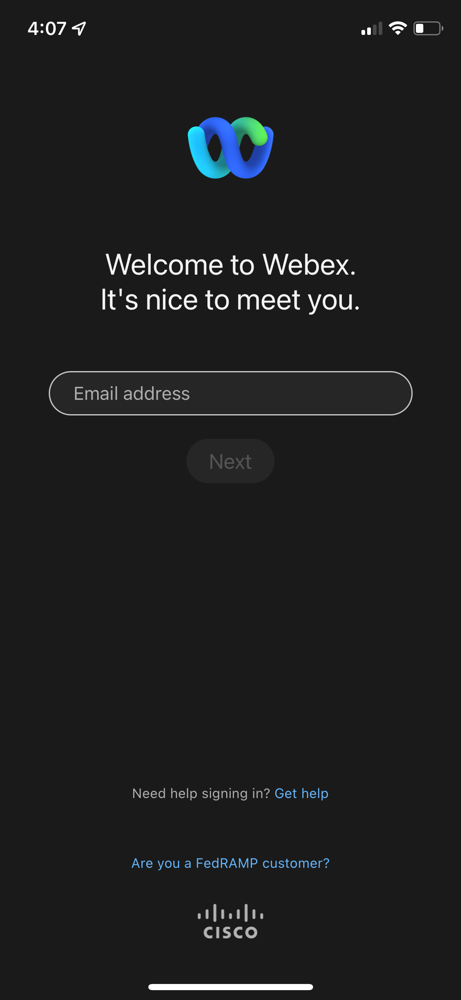 4:07
Welcome to Webex.
It's nice to meet you.
Email address
Next
Need help signing in? Get help
Are you a FedRAMP customer?
CISCO